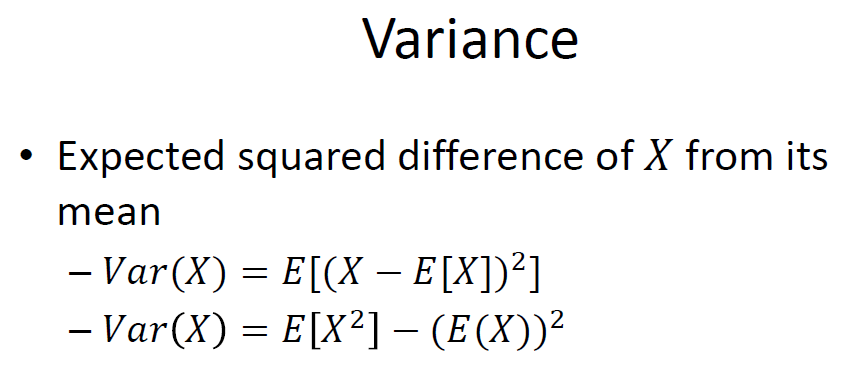 Variance
• Expected squared difference of X from its
mean
– Var(X) = E[(X − E[X])²]
– Var(X) = E[X²] − (E(X))²